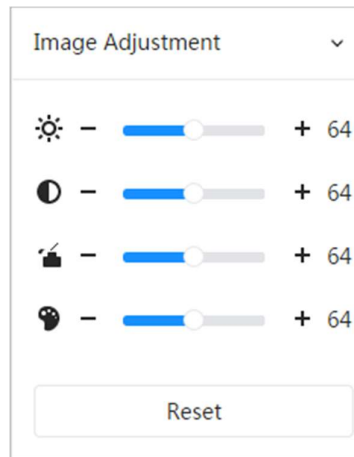 Image Adjustment
− + 64
− + 64
− + 64
− + 64
Reset